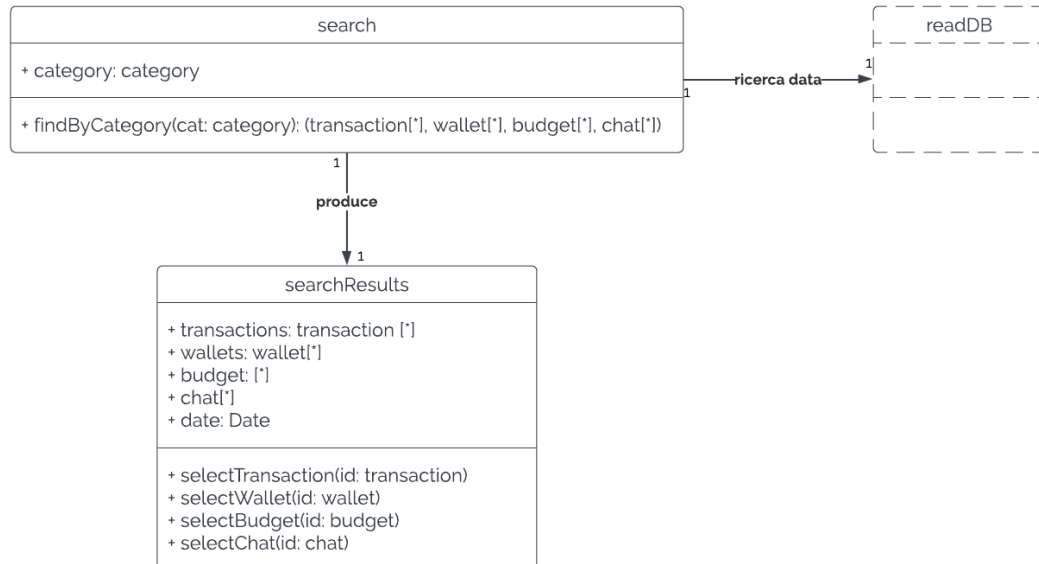 search
+ category: category
+ findByCategory(cat: category): (transaction[*], wallet[*], budget[*], chat[*])
1
ricerca data
1
readDB
1
produce
1
searchResults
+ transactions: transaction [*]
+ wallets: wallet[*]
+ budget: [*]
+ chat[*]
+ date: Date
+ selectTransaction(id: transaction)
+ selectWallet(id: wallet)
+ selectBudget(id: budget)
+ selectChat(id: chat)